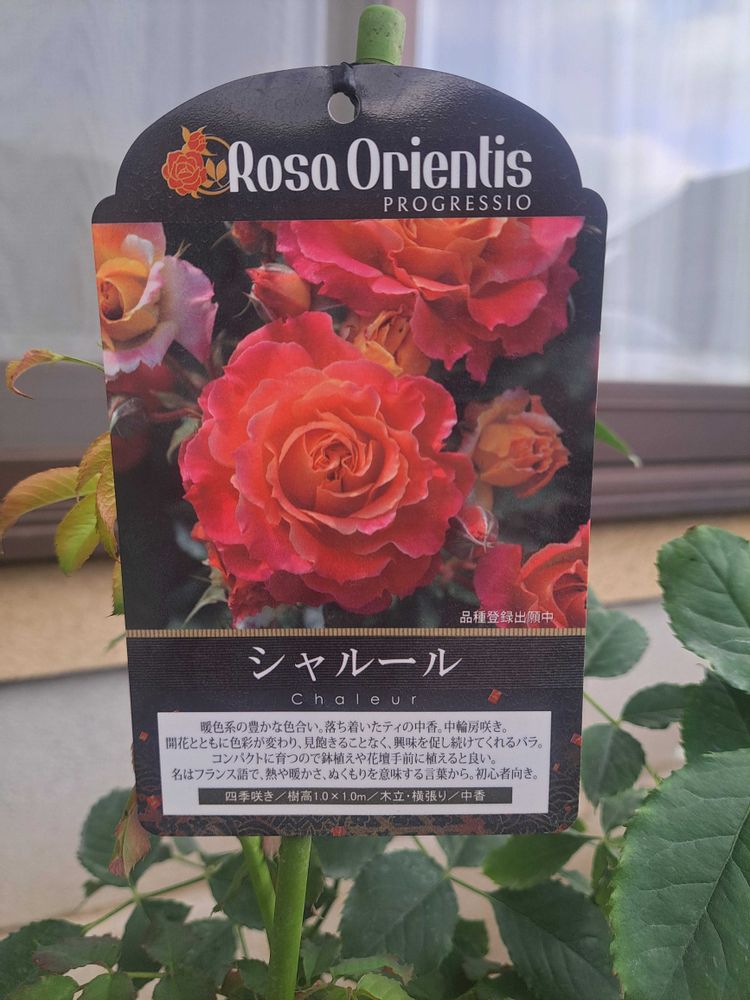 Rosa Orientis
PROGRESSIO
品種登録出願中
シャルール
Chaleur
暖色系の豊かな色合い。落ち着いたティの中香。中輪房咲き。
開花とともに色彩が変わり、見飽きることなく、興味を促し続けてくれるバラ。
コンパクトに育つので鉢植えや花壇手前に植えると良い。
名はフランス語で、熱や暖かさ、ぬくもりを意味する言葉から。初心者向き。
四季咲き／樹高1.0×1.0m／木立・横張り／中香